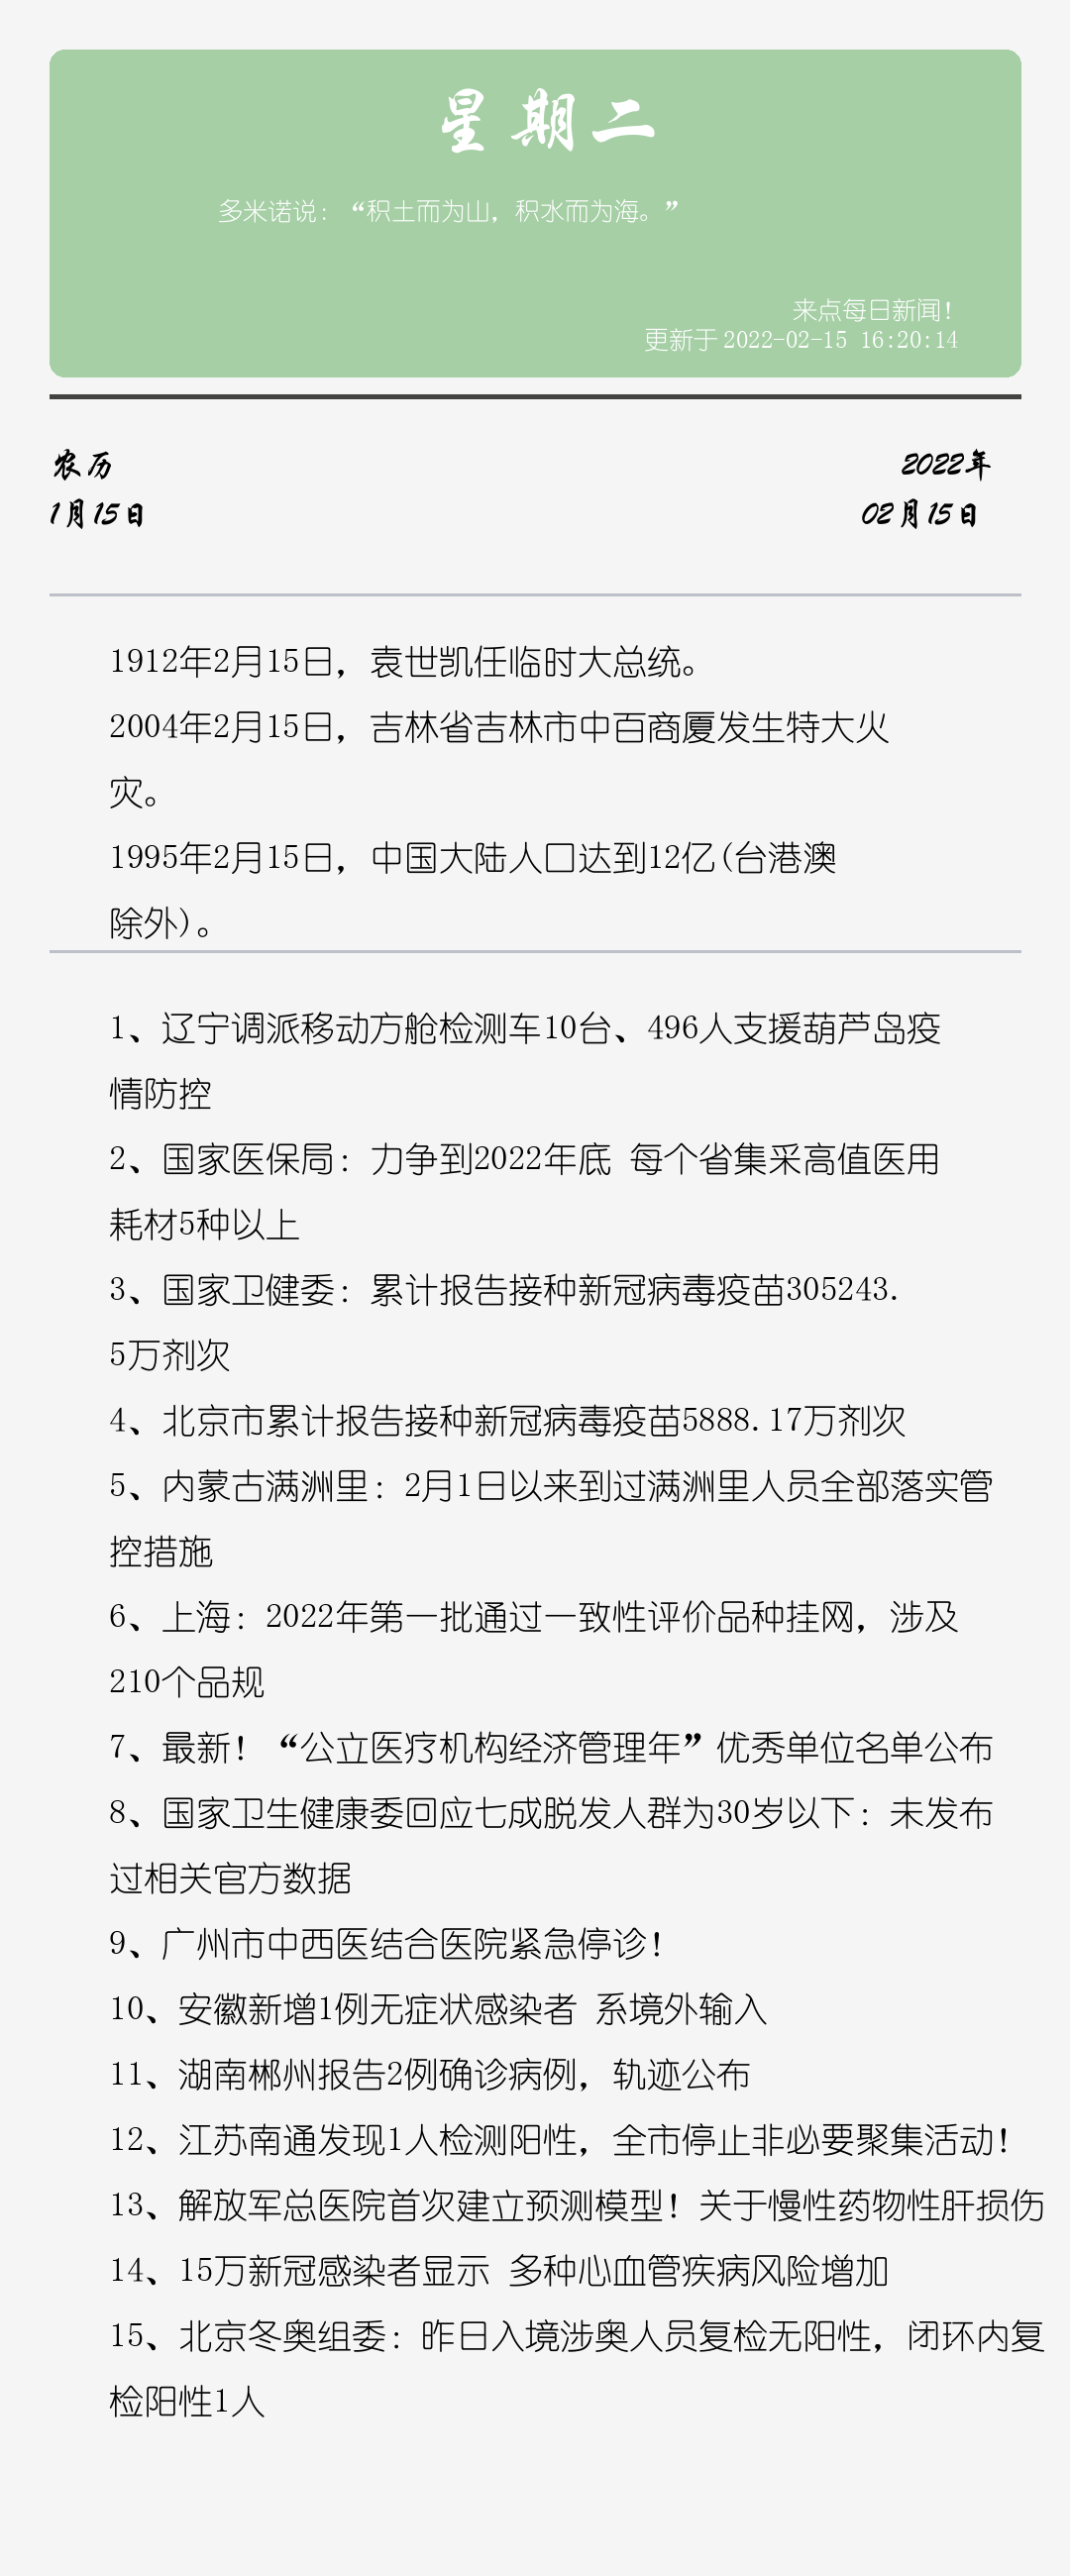 星期二
多米诺说：“积土而为山，积水而为海。”
来点每日新闻！
更新于 2022-02-15 16:20:14
农历
2022年
1月15日
02月15日
1912年2月15日，袁世凯任临时大总统。
2004年2月15日，吉林省吉林市中百商厦发生特大火
灾。
1995年2月15日，中国大陆人口达到12亿(台港澳
除外)。
1、辽宁调派移动方舱检测车10台、496人支援葫芦岛疫
情防控
2、国家医保局：力争到2022年底 每个省集采高值医用
耗材5种以上
3、国家卫健委：累计报告接种新冠病毒疫苗305243.
5万剂次
4、北京市累计报告接种新冠病毒疫苗5888.17万剂次
5、内蒙古满洲里：2月1日以来到过满洲里人员全部落实管
控措施
6、上海：2022年第一批通过一致性评价品种挂网，涉及
210个品规
7、最新！“公立医疗机构经济管理年”优秀单位名单公布
8、国家卫生健康委回应七成脱发人群为30岁以下：未发布
过相关官方数据
9、广州市中西医结合医院紧急停诊！
10、安徽新增1例无症状感染者 系境外输入
11、湖南郴州报告2例确诊病例，轨迹公布
12、江苏南通发现1人检测阳性，全市停止非必要聚集活动！
13、解放军总医院首次建立预测模型！关于慢性药物性肝损伤
14、15万新冠感染者显示 多种心血管疾病风险增加
15、北京冬奥组委：昨日入境涉奥人员复检无阳性，闭环内复
检阳性1人